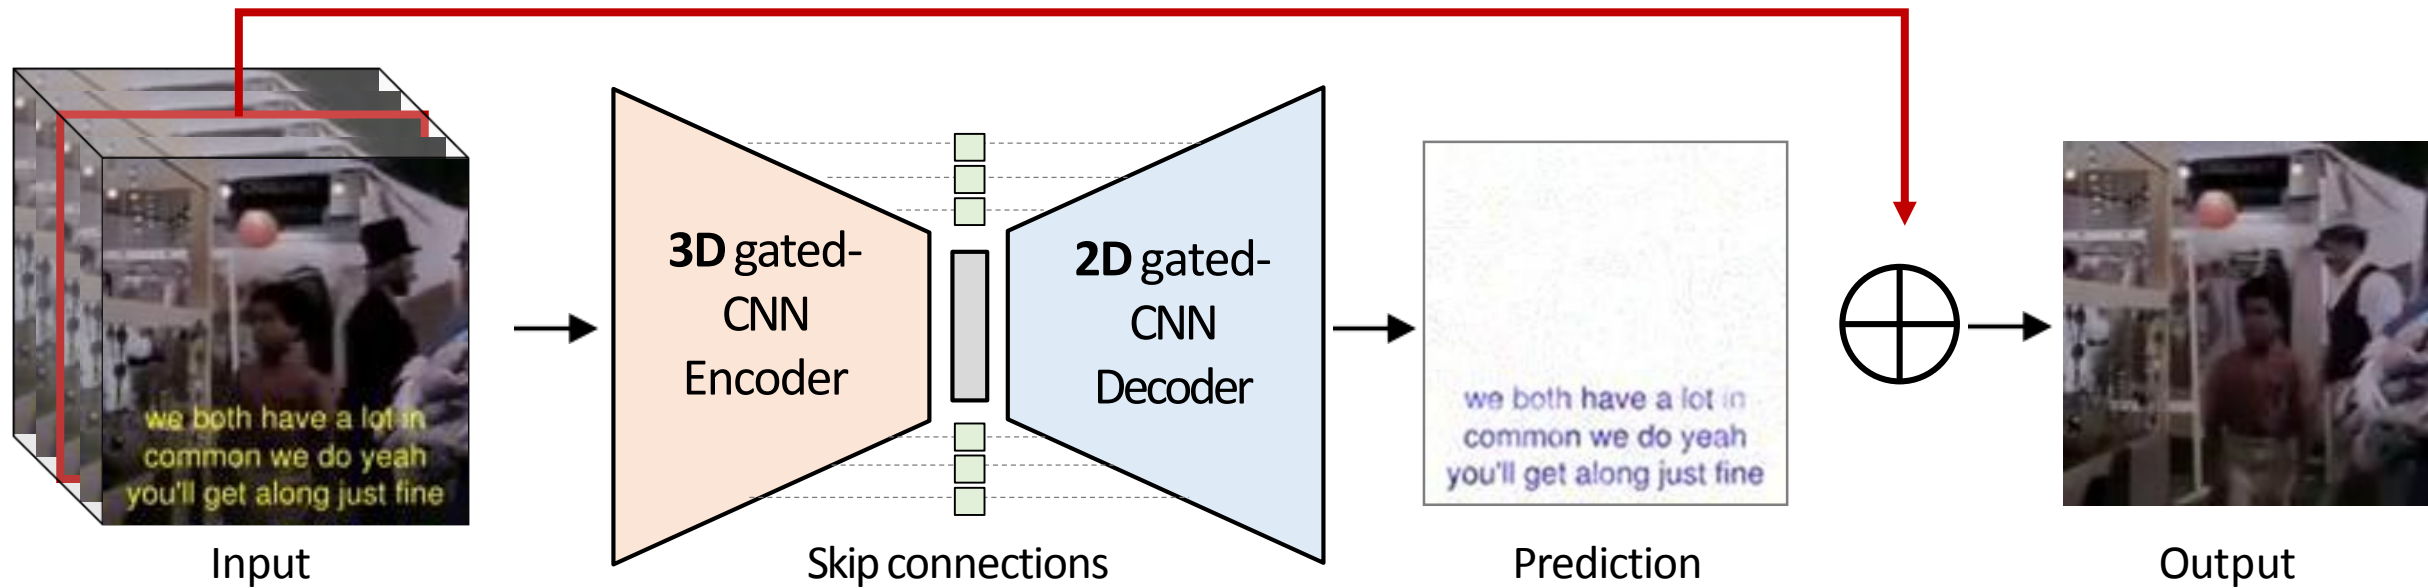 we both have a lot in
common we do yeah
you'll get along just fine
Input
3D gated-
CNN
Encoder
Skip connections
2D gated-
CNN
Decoder
we both have a lot in
common we do yeah
you'll get along just fine
Prediction
Output